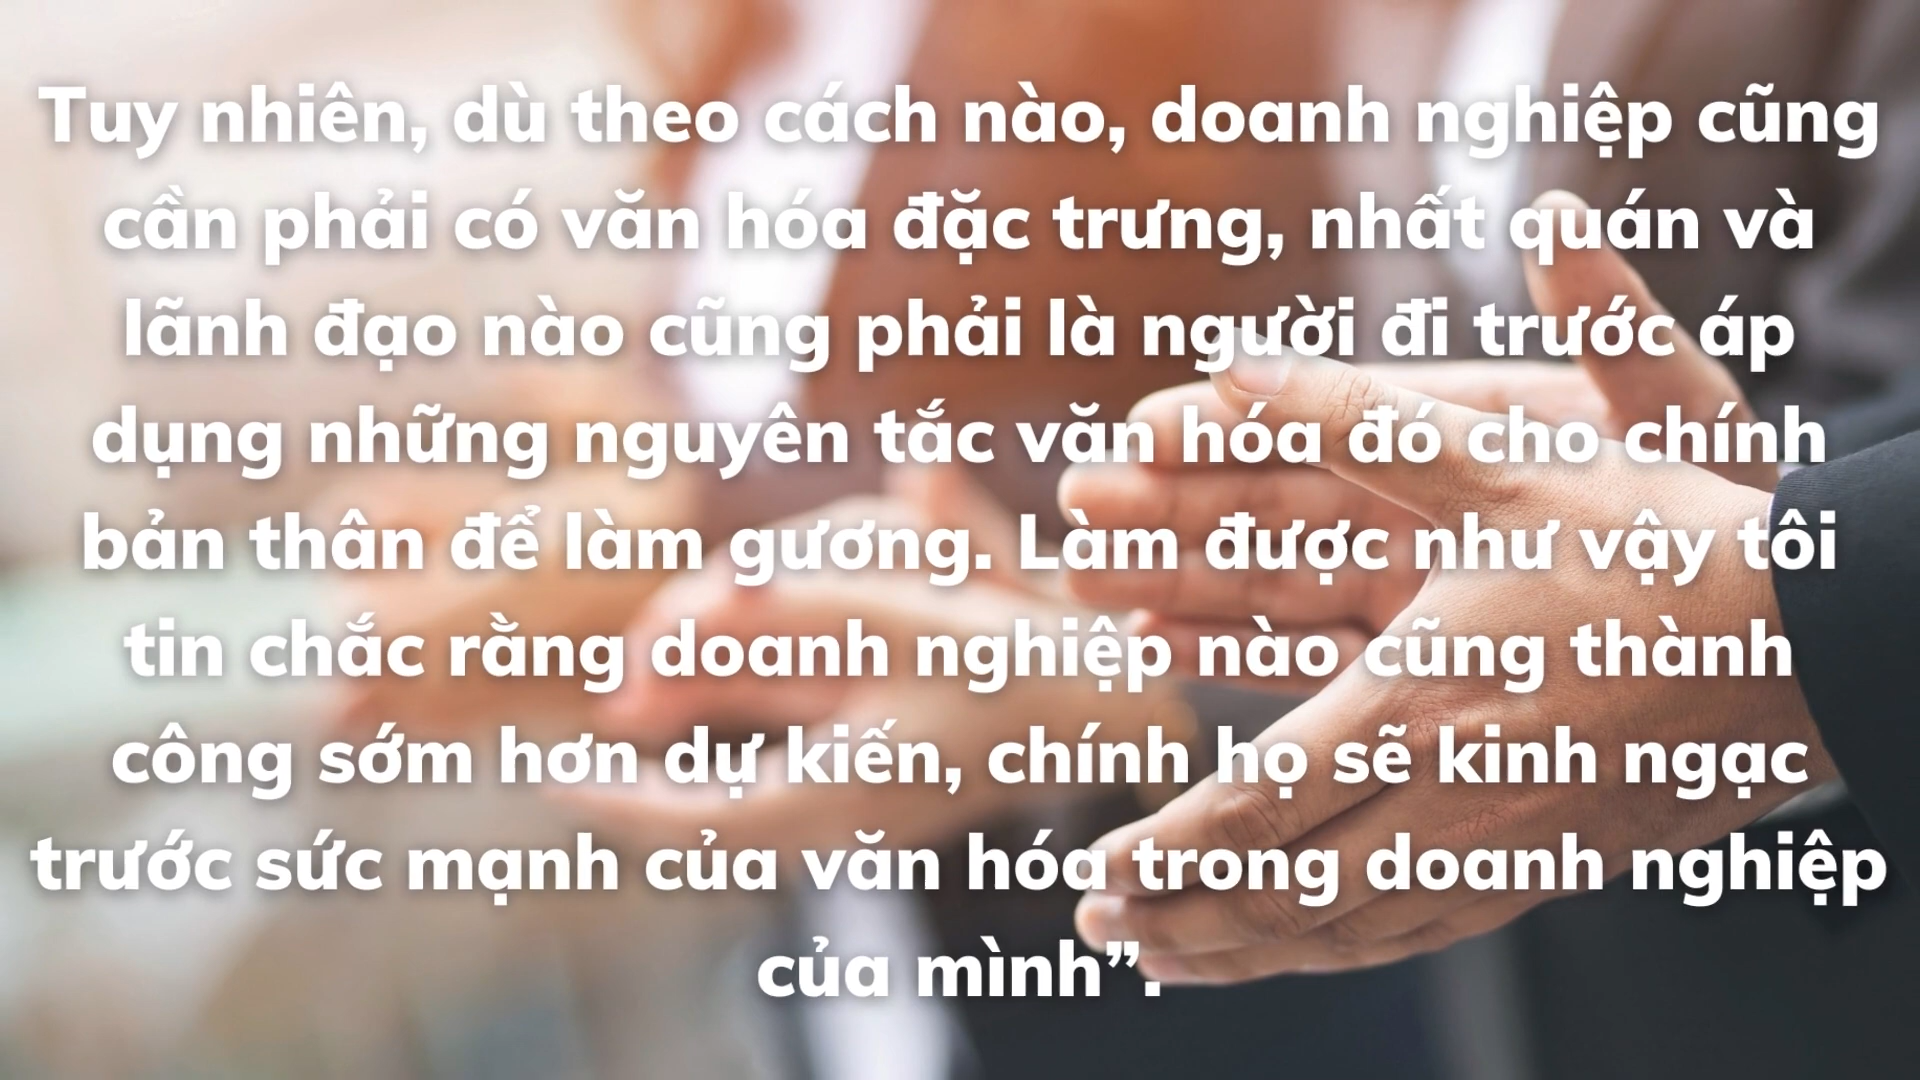 Tuy nhiên, dù theo cách nào, doanh nghiệp cũng
cần phải có văn hóa đặc trưng, nhất quán và
lãnh đạo nào cũng phải là người đi trước áp
dụng những nguyên tắc văn hóa đó cho chính
bản thân để làm gương. Làm được như vậy tôi
tin chắc rằng doanh nghiệp nào cũng thành
công sớm hơn dự kiến, chính họ sẽ kinh ngạc
trước sức mạnh của văn hóa trong doanh nghiệp
của mình”.